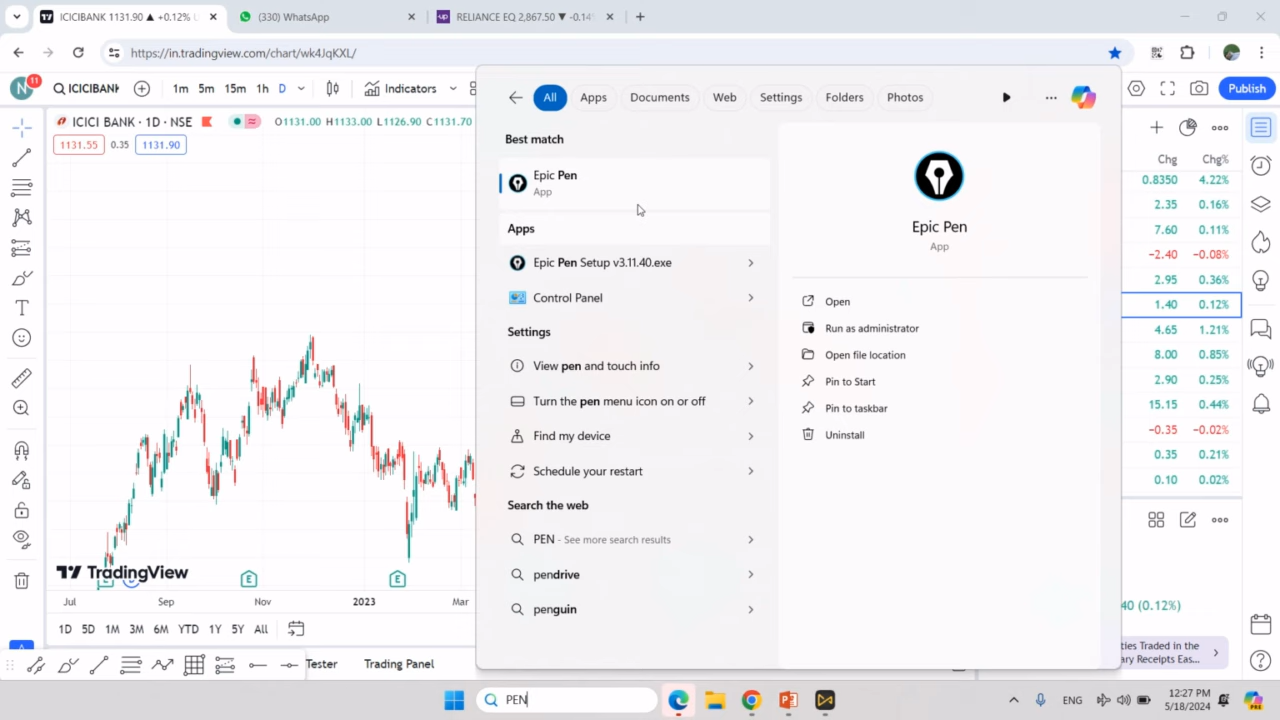 ICICIBANK 1131.90 ▲ +0.12%
(330) WhatsApp
RELIANCE EQ 2,867.50 ▼ -0.14%
https://in.tradingview.com/chart/wk4JqKXL/
N
11
ICICIBANK
1m 5m 15m 1h D
Indicators
Publish
ICICI BANK · 1D · NSE
O1131.00 H1133.00 L1126.90 C1131.70
1131.55 0.35 1131.90
All
Apps
Documents
Web
Settings
Folders
Photos
Best match
Epic Pen
App
Apps
Epic Pen Setup v3.11.40.exe
Control Panel
Settings
View pen and touch info
Turn the pen menu icon on or off
Find my device
Schedule your restart
Search the web
PEN - See more search results
pendrive
penguin
Epic Pen
App
Open
Run as administrator
Open file location
Pin to Start
Pin to taskbar
Uninstall
Chg Chg%
0.8350 4.22%
2.35 0.16%
7.60 0.11%
−2.40 −0.08%
2.95 0.36%
1.40 0.12%
4.65 1.21%
8.00 0.85%
2.90 0.25%
15.15 0.44%
−0.35 −0.02%
0.35 0.21%
0.10 0.02%
40 (0.12%)
ties Traded in the
ary Receipts Eas...
TradingView
E E
Jul Sep Nov 2023 Mar
1D 5D 1M 3M 6M YTD 1Y 5Y All
Tester Trading Panel
PEN
ENG
12:27 PM
5/18/2024
PRE